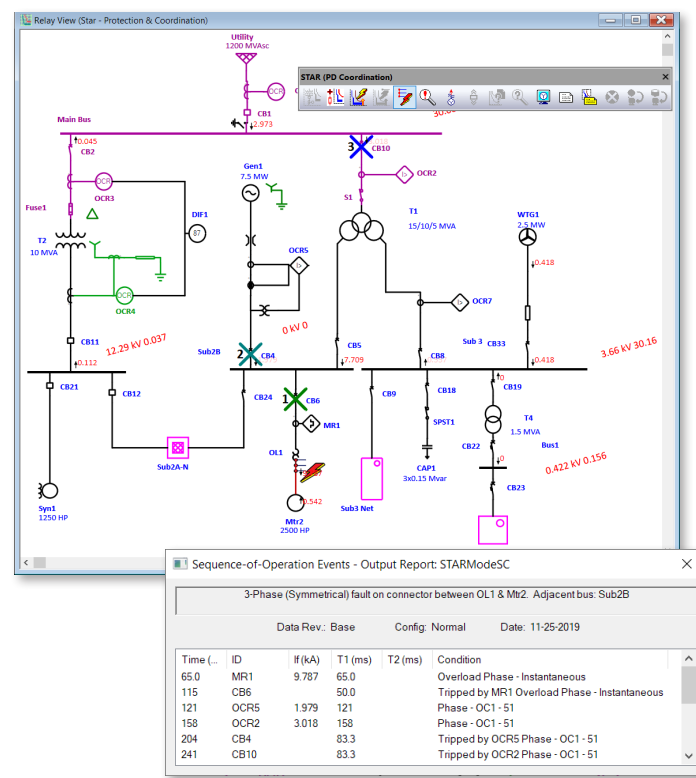 Relay View (Star - Protection & Coordination)
Utility
1200 MVAsc
STAR (PD Coordination)
OCR
CB1
2.973
Main Bus
0.045
CB2
3
CB10
OCR
OCR3
Gen1
7.5 MW
OCR2
S1
Fuse1
DIF1
87
T1
15/10/5 MVA
WTG1
2.5 MW
T2
10 MVA
OCR5
0.418
OCR
OCR4
OCR7
0 kV 0
CB11
12.29 kV 0.037
Sub2B
2
CB4
CB5
CB8
Sub 3
CB33
3.66 kV 30.16
0.112
7.709
0.418
CB21
CB12
CB24
1
CB6
CB9
CB18
0
CB19
MR1
SPST1
T4
1.5 MVA
OL1
CB22
Bus1
Sub2A-N
0
0.422 kV 0.156
CAP1
3x0.15 Mvar
CB23
Syn1
1250 HP
0.542
Sub3 Net
Mtr2
2500 HP
Sequence-of-Operation Events - Output Report: STARModeSC
3-Phase (Symmetrical) fault on connector between OL1 & Mtr2. Adjacent bus: Sub2B
Data Rev.: Base Config: Normal Date: 11-25-2019
Time (... ID If (kA) T1 (ms) T2 (ms) Condition
65.0 MR1 9.787 65.0 Overload Phase - Instantaneous
115 CB6 50.0 Tripped by MR1 Overload Phase - Instantaneous
121 OCR5 1.979 121 Phase - OC1 - 51
158 OCR2 3.018 158 Phase - OC1 - 51
204 CB4 83.3 Tripped by OCR5 Phase - OC1 - 51
241 CB10 83.3 Tripped by OCR2 Phase - OC1 - 51